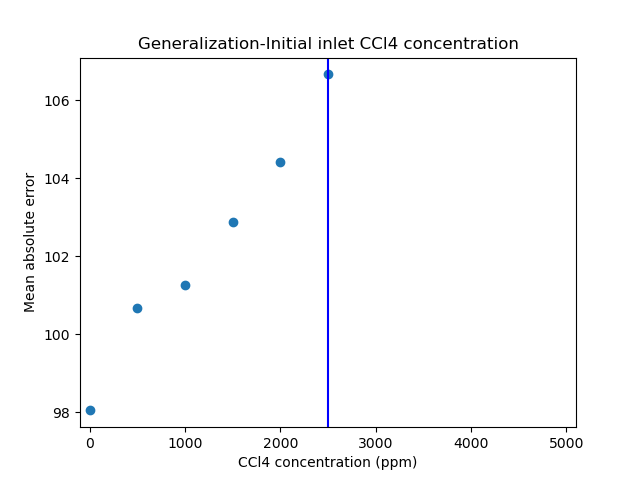 Generalization-Initial inlet CCl4 concentration
Mean absolute error
106
104
102
100
98
0 1000 2000 3000 4000 5000
CCl4 concentration (ppm)